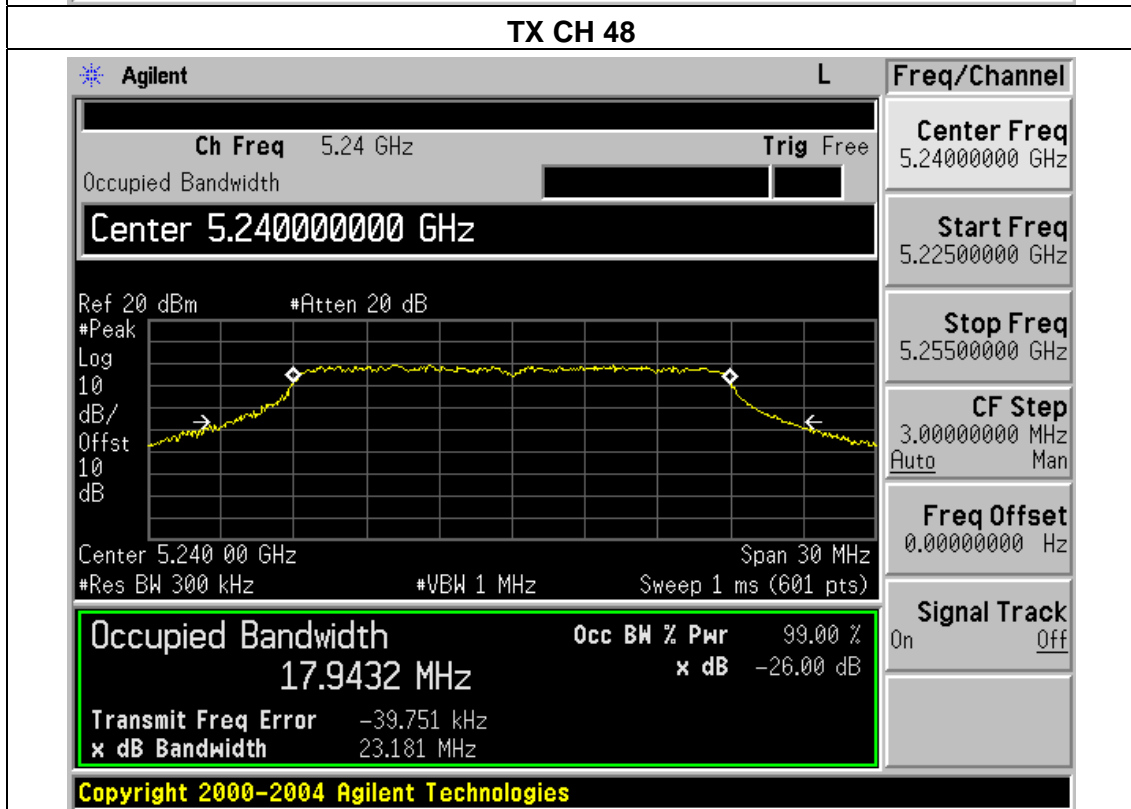 TX CH 48
Agilent L Freq/Channel
Ch Freq 5.24 GHz Trig Free
Occupied Bandwidth
Center 5.240000000 GHz
Ref 20 dBm #Atten 20 dB
#Peak
Log
10
dB/
Offst
10
dB
Center 5.240 00 GHz Span 30 MHz
#Res BW 300 kHz #VBW 1 MHz Sweep 1 ms (601 pts)
Occupied Bandwidth Occ BW % Pwr 99.00 %
17.9432 MHz x dB -26.00 dB
Transmit Freq Error -39.751 kHz
x dB Bandwidth 23.181 MHz
Center Freq
5.24000000 GHz
Start Freq
5.22500000 GHz
Stop Freq
5.25500000 GHz
CF Step
3.00000000 MHz
Auto Man
Freq Offset
0.00000000 Hz
Signal Track
On Off
Copyright 2000-2004 Agilent Technologies